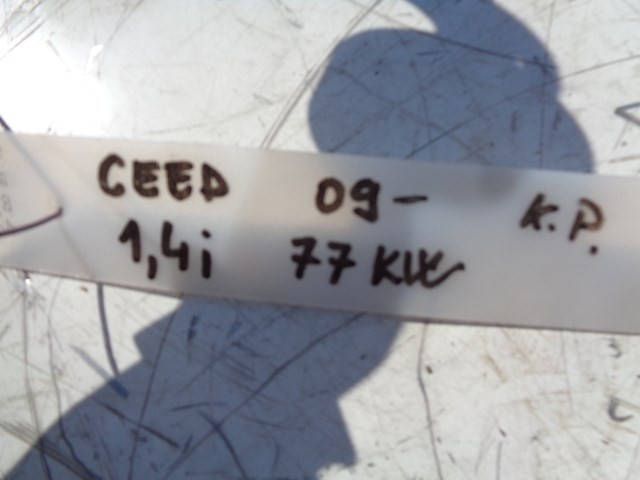 CEED 09- K.P.
1,4i 77 KW